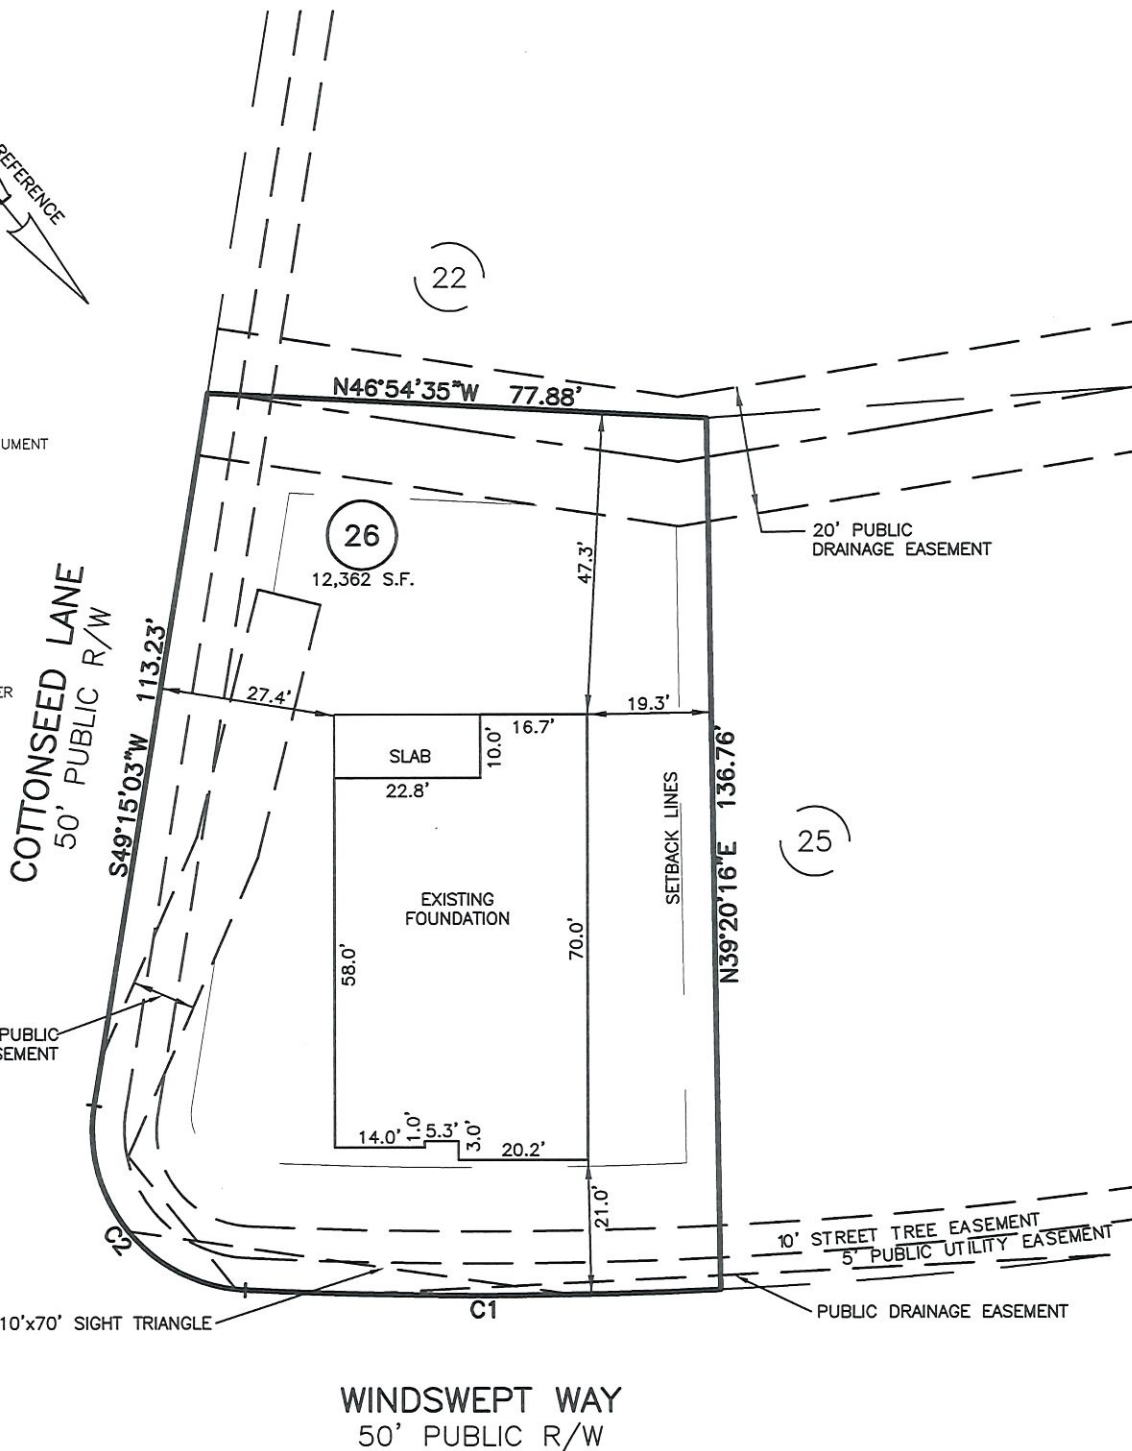 REFERENCE
22
N46°54'35"W 77.88'
UMENT
26
12,362 S.F.
47.3'
20' PUBLIC
DRAINAGE EASEMENT
COTTONSEED LANE
50' PUBLIC R/W
S49°15'03"W 113.23'
ER
27.4'
19.3'
16.7'
10.0'
SLAB
22.8'
SETBACK LINES
N39°20'16"E 136.76'
25
EXISTING
FOUNDATION
58.0'
70.0'
PUBLIC
SEMENT
14.0'
1.0'
5.3'
3.0'
20.2'
21.0'
C2
10' STREET TREE EASEMENT
5' PUBLIC UTILITY EASEMENT
10'x70' SIGHT TRIANGLE
C1
PUBLIC DRAINAGE EASEMENT
WINDSWEPT WAY
50' PUBLIC R/W